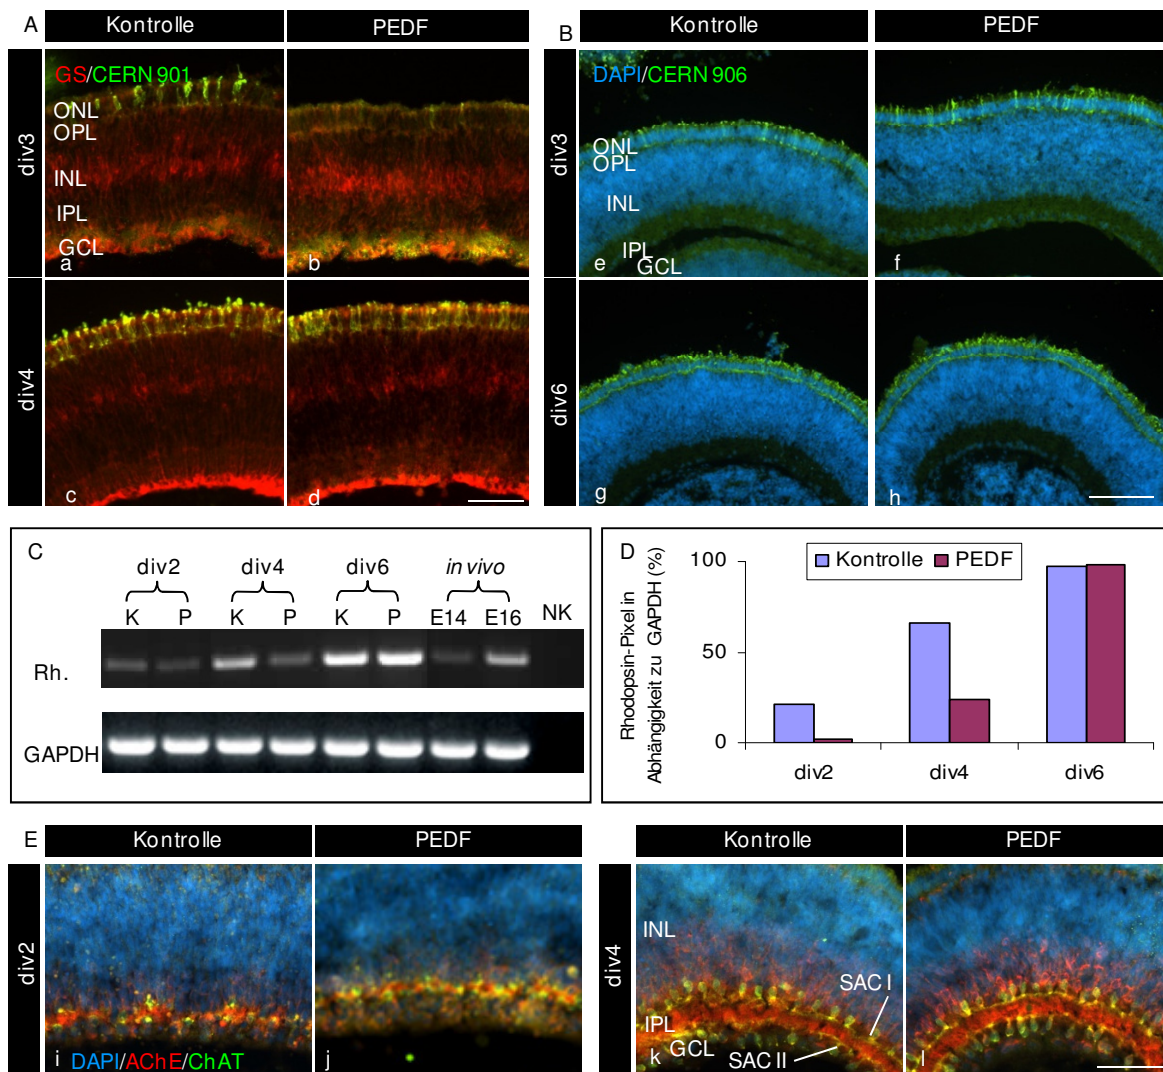 A
Kontrolle
PEDF
GS/CERN 901
ONL
OPL
INL
IPL
GCL
div3
a
b
div4
c
d
B
Kontrolle
PEDF
DAPI/CERN 906
ONL
OPL
INL
IPL
GCL
div3
e
f
div6
g
h
C
div2
div4
div6
in vivo
K
P
K
P
K
P
E14
E16
NK
Rh.
GAPDH
D
Kontrolle
PEDF
Rhodopsin-Pixel in
Abhängigkeit zu GAPDH (%)
100
50
0
div2
div4
div6
E
Kontrolle
PEDF
div2
i
DAPI/AChE/ChAT
j
Kontrolle
PEDF
div4
INL
SAC I
IPL
GCL
SAC II
k
l